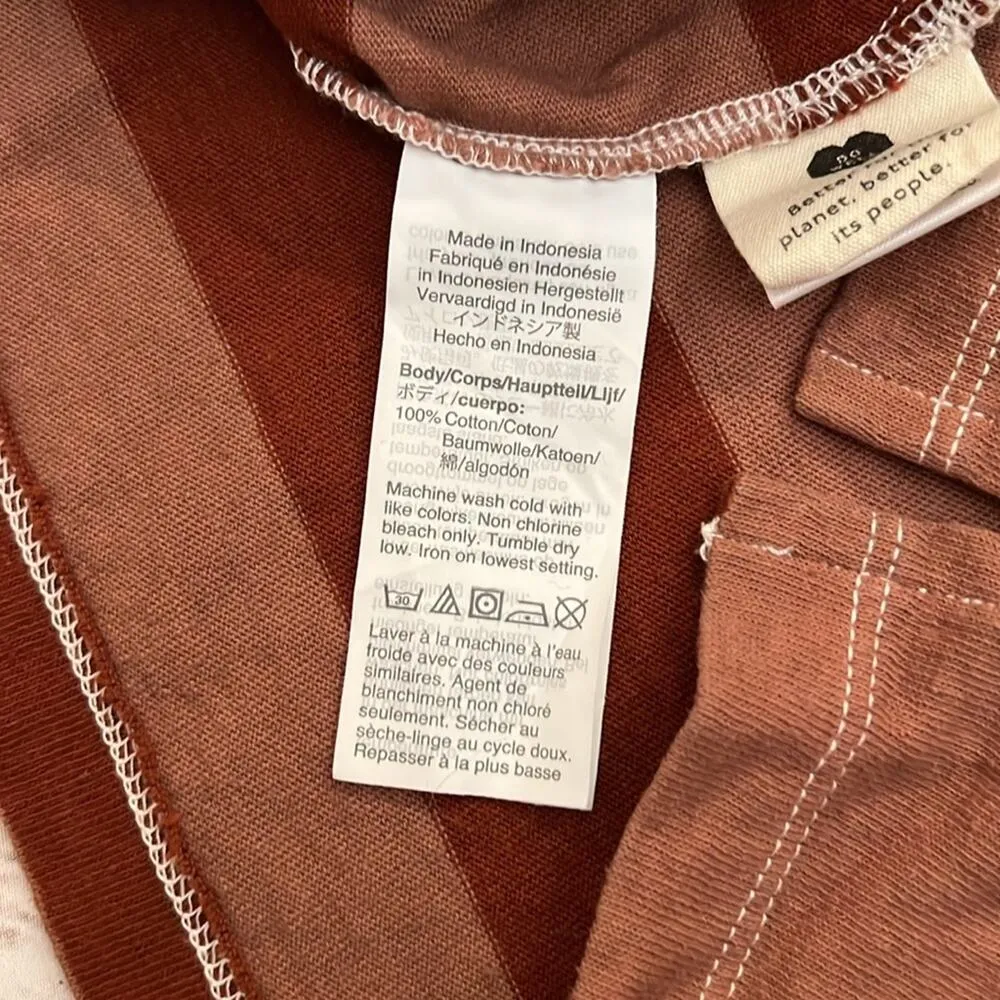 Made in Indonesia
Fabriqué en Indonésie
in Indonesien Hergestellt
Vervaardigd in Indonesië
インドネシア製
Hecho en Indonesia
Body/Corps/Hauptteil/Lijf/
ボディ/cuerpo:
100% Cotton/Coton/
Baumwolle/Katoen/
綿/algodón
Machine wash cold with
like colors. Non chlorine
bleach only. Tumble dry
low. Iron on lowest setting.
30
Laver à la machine à l'eau
froide avec des couleurs
similaires. Agent de
blanchiment non chloré
seulement. Sécher au
sèche-linge au cycle doux.
Repasser à la plus basse
Better for
planet, better for
its people.